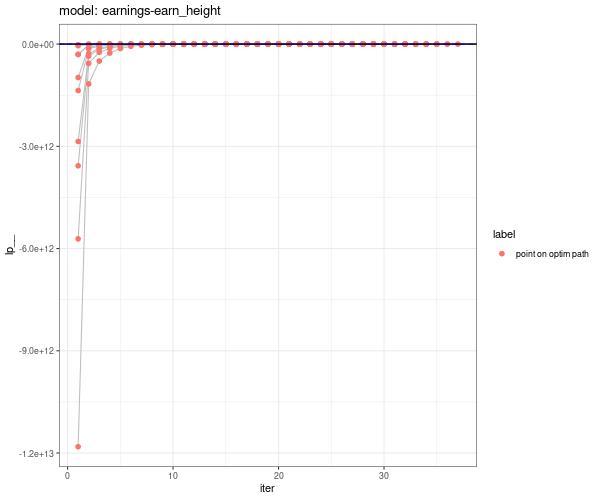 model: earnings-earn_height
0.0e+00
-3.0e+12
-6.0e+12
-9.0e+12
-1.2e+13
lp__
0 10 20 30
iter
label
point on optim path